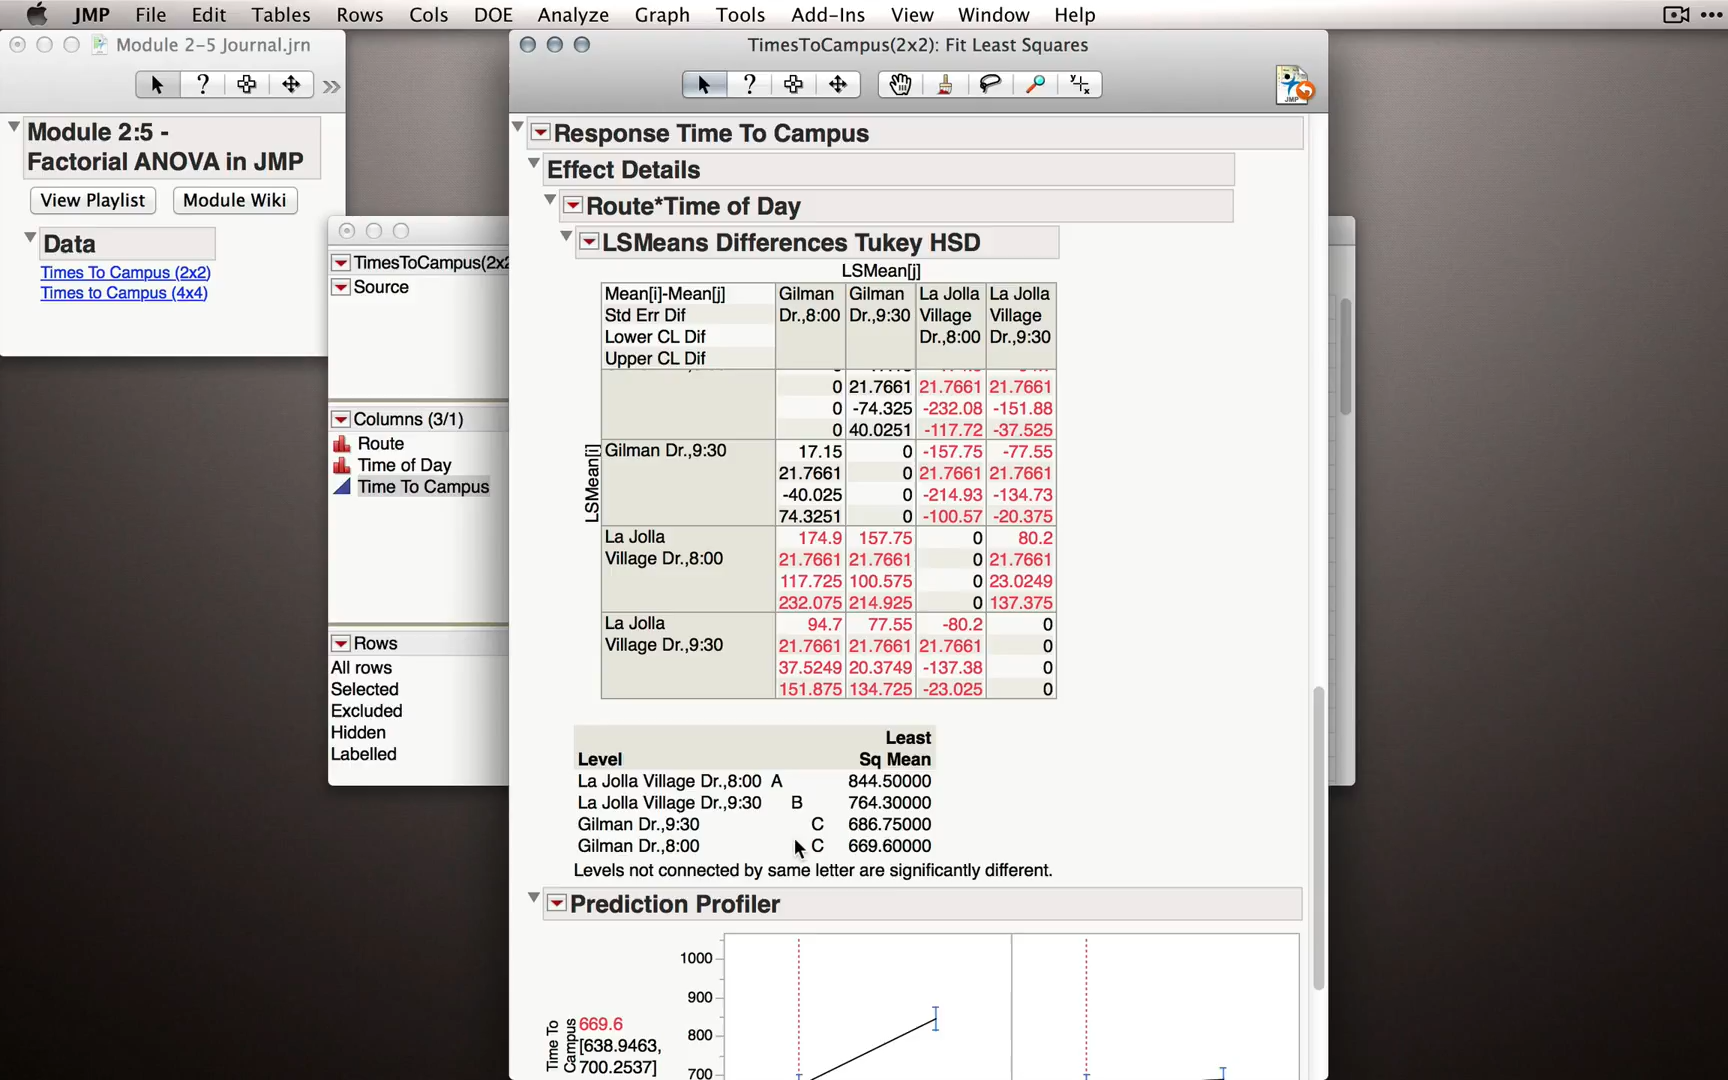 JMP File Edit Tables Rows Cols DOE Analyze Graph Tools Add-Ins View Window Help
Module 2-5 Journal.jrn
Module 2:5 -
Factorial ANOVA in JMP
View Playlist Module Wiki
Data
Times To Campus (2x2)
Times to Campus (4x4)
TimesToCampus(2x2
Source
Columns (3/1)
Route
Time of Day
Time To Campus
Rows
All rows
Selected
Excluded
Hidden
Labelled
TimesToCampus(2x2): Fit Least Squares
Response Time To Campus
Effect Details
Route*Time of Day
LSMeans Differences Tukey HSD
LSMean[j]
Mean[i]-Mean[j] Gilman Gilman La Jolla La Jolla
Std Err Dif Dr.,8:00 Dr.,9:30 Village Village
Lower CL Dif Dr.,8:00 Dr.,9:30
Upper CL Dif
LSMean[i]
0 21.7661 21.7661 21.7661
0 -74.325 -232.08 -151.88
0 40.0251 -117.72 -37.525
Gilman Dr.,9:30 17.15 0 -157.75 -77.55
21.7661 0 21.7661 21.7661
-40.025 0 -214.93 -134.73
74.3251 0 -100.57 -20.375
La Jolla 174.9 157.75 0 80.2
Village Dr.,8:00 21.7661 21.7661 0 21.7661
117.725 100.575 0 23.0249
232.075 214.925 0 137.375
La Jolla 94.7 77.55 -80.2 0
Village Dr.,9:30 21.7661 21.7661 21.7661 0
37.5249 20.3749 -137.38 0
151.875 134.725 -23.025 0
Least
Level Sq Mean
La Jolla Village Dr.,8:00 A 844.50000
La Jolla Village Dr.,9:30 B 764.30000
Gilman Dr.,9:30 C 686.75000
Gilman Dr.,8:00 C 669.60000
Levels not connected by same letter are significantly different.
Prediction Profiler
Time To
Campus
669.6
[638.9463,
700.2537]
1000
900
800
700